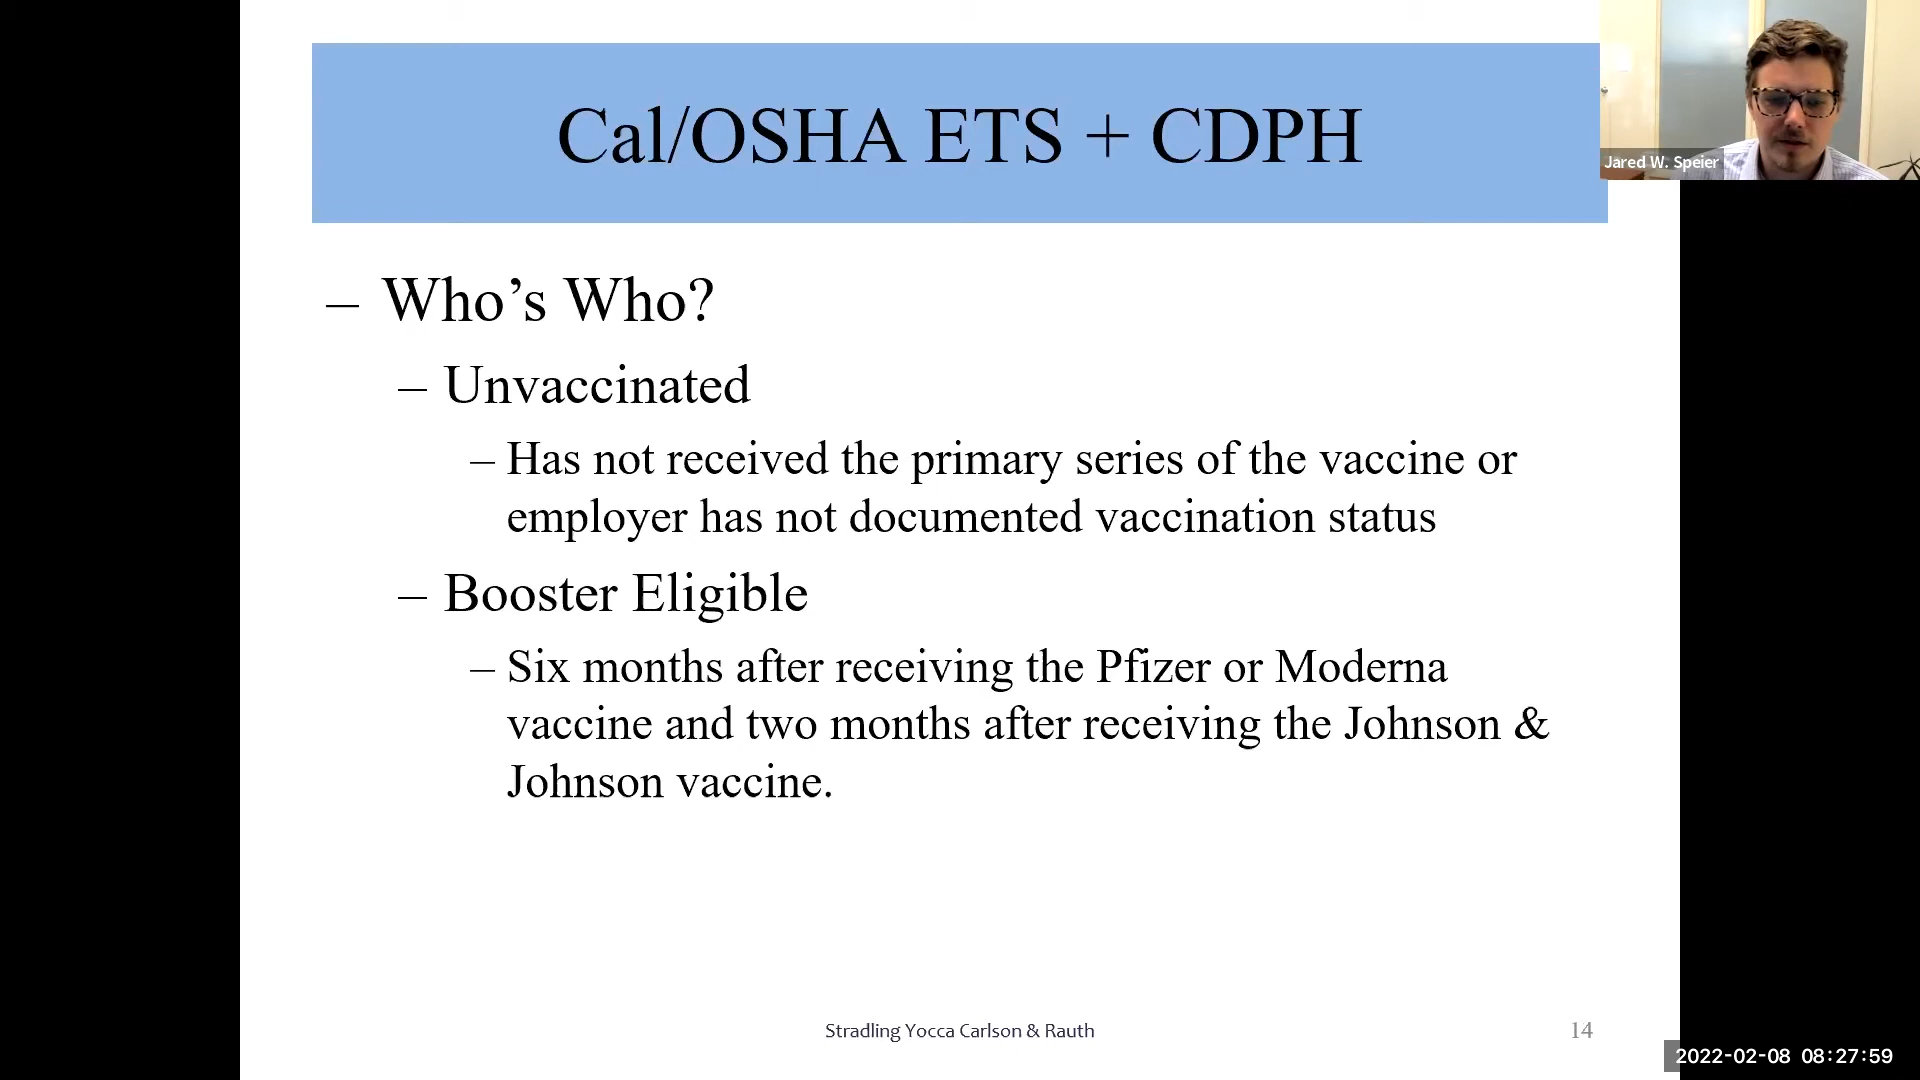 Cal/OSHA ETS + CDPH
Jared W. Speier
– Who’s Who?
– Unvaccinated
– Has not received the primary series of the vaccine or
employer has not documented vaccination status
– Booster Eligible
– Six months after receiving the Pfizer or Moderna
vaccine and two months after receiving the Johnson &
Johnson vaccine.
Stradling Yocca Carlson & Rauth
14
2022-02-08 08:27:59